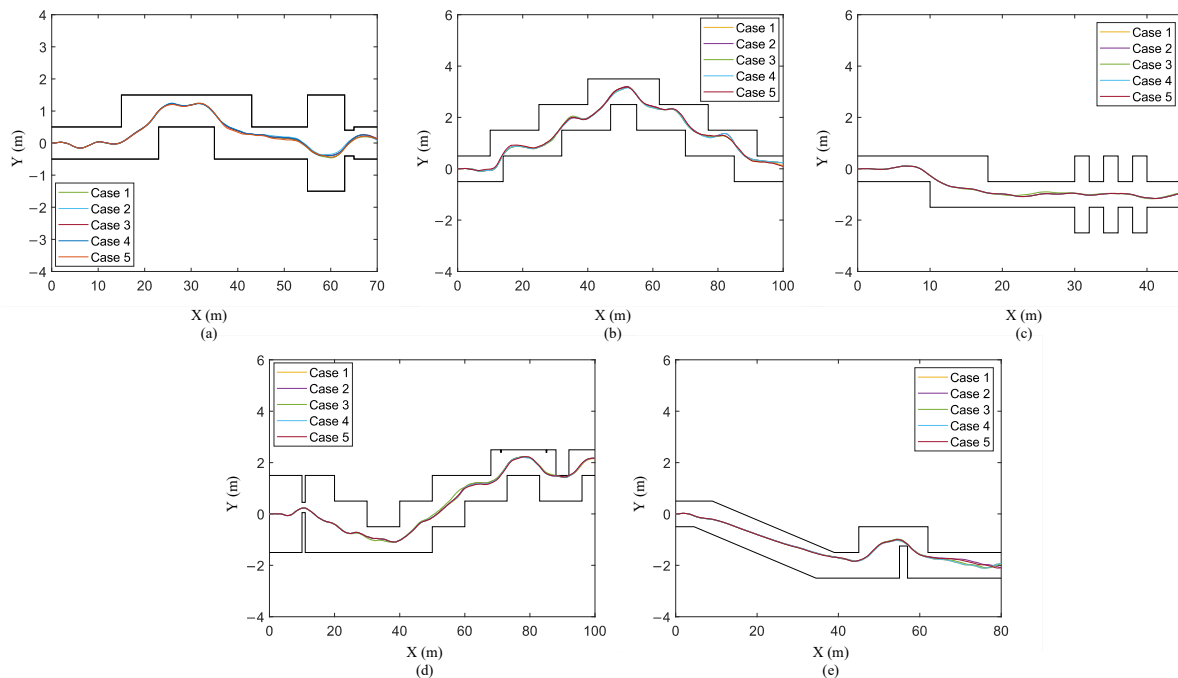 4
3
2
1
0
−1
−2
−3
−4
Y (m)
Case 1
Case 2
Case 3
Case 4
Case 5
0 10 20 30 40 50 60 70
X (m)
(a)
6
4
2
0
−2
−4
Y (m)
Case 1
Case 2
Case 3
Case 4
Case 5
0 20 40 60 80 100
X (m)
(b)
6
4
2
0
−2
−4
Y (m)
Case 1
Case 2
Case 3
Case 4
Case 5
0 10 20 30 40
X (m)
(c)
6
4
2
0
−2
−4
Y (m)
Case 1
Case 2
Case 3
Case 4
Case 5
0 20 40 60 80 100
X (m)
(d)
6
4
2
0
−2
−4
Y (m)
Case 1
Case 2
Case 3
Case 4
Case 5
0 20 40 60 80
X (m)
(e)